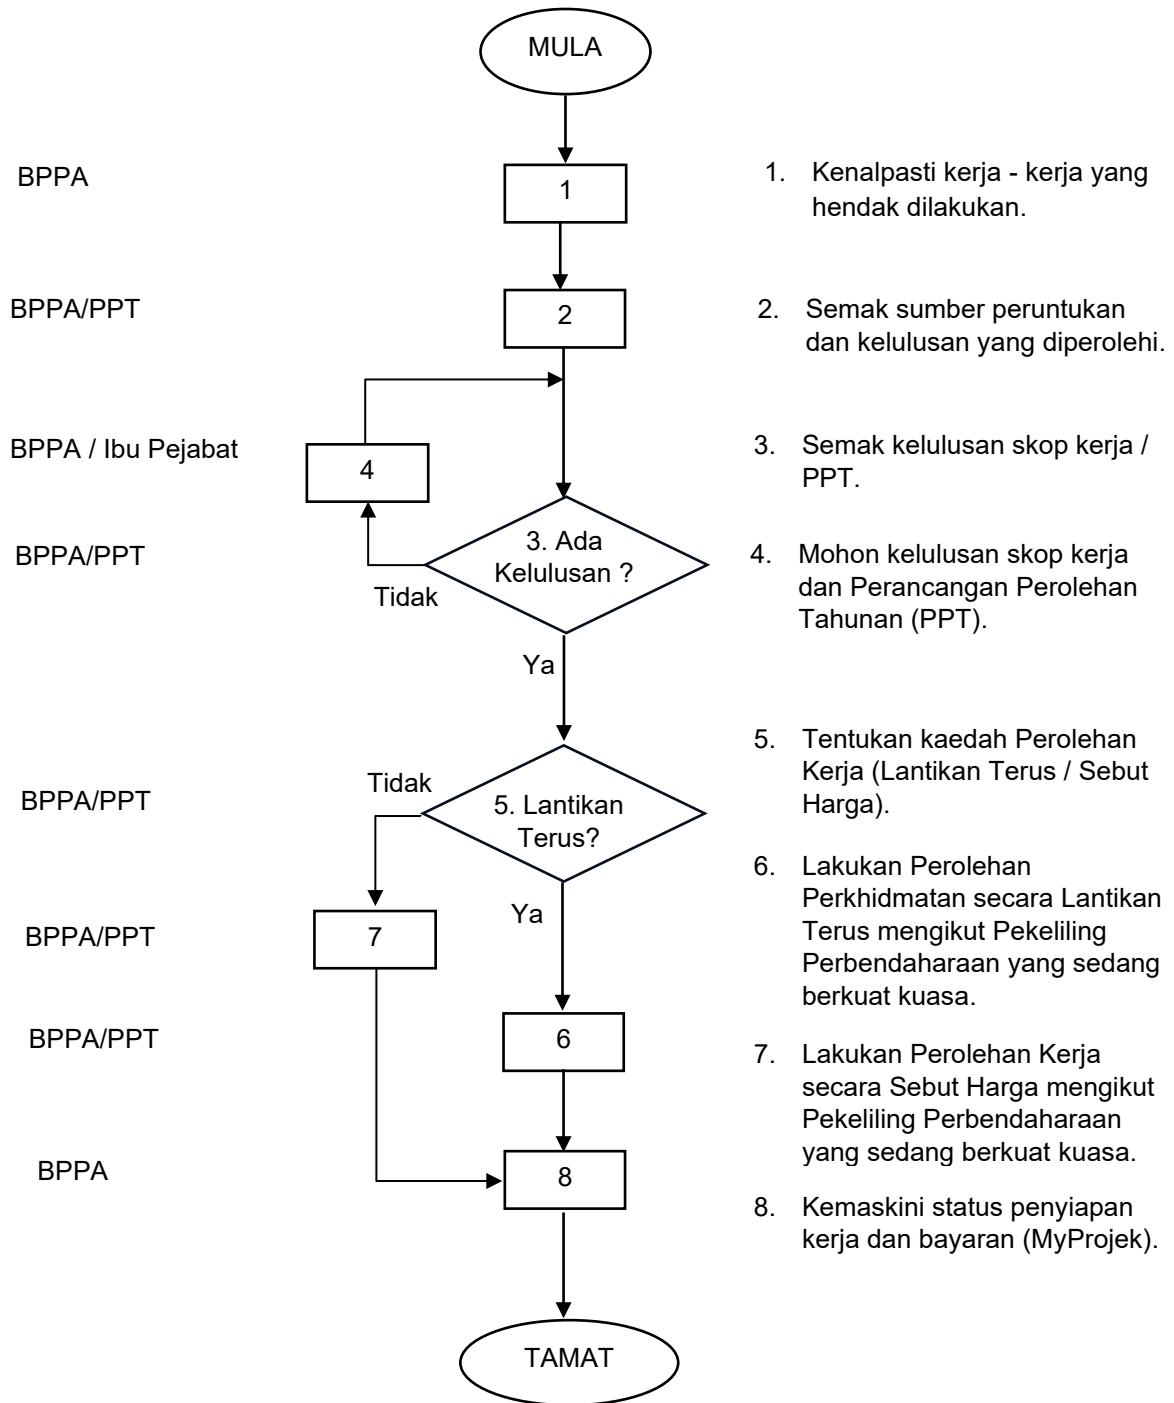 MULA
BPPA
1
1. Kenalpasti kerja - kerja yang
hendak dilakukan.
BPPA/PPT
2
2. Semak sumber peruntukan
dan kelulusan yang diperolehi.
BPPA / Ibu Pejabat
4
3. Semak kelulusan skop kerja /
PPT.
BPPA/PPT
3. Ada
Kelulusan ?
Tidak
4. Mohon kelulusan skop kerja
dan Perancangan Perolehan
Tahunan (PPT).
Ya
5. Tentukan kaedah Perolehan
Kerja (Lantikan Terus / Sebut
Harga).
BPPA/PPT
Tidak
5. Lantikan
Terus?
6. Lakukan Perolehan
Perkhidmatan secara Lantikan
Terus mengikut Pekeliling
Perbendaharaan yang sedang
berkuat kuasa.
Ya
BPPA/PPT
7
BPPA/PPT
6
7. Lakukan Perolehan Kerja
secara Sebut Harga mengikut
Pekeliling Perbendaharaan
yang sedang berkuat kuasa.
BPPA
8
8. Kemaskini status penyiapan
kerja dan bayaran (MyProjek).
TAMAT